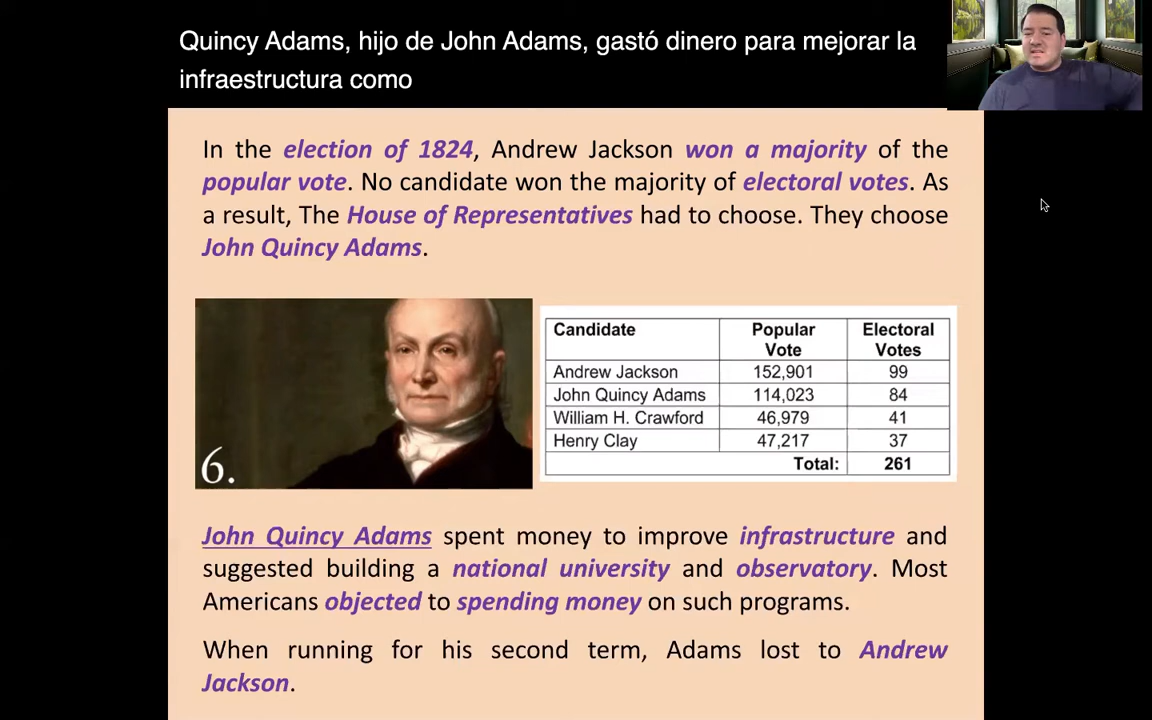 Quincy Adams, hijo de John Adams, gastó dinero para mejorar la
infraestructura como
In the election of 1824, Andrew Jackson won a majority of the
popular vote. No candidate won the majority of electoral votes. As
a result, The House of Representatives had to choose. They choose
John Quincy Adams.
6.
Candidate Popular Vote Electoral Votes
Andrew Jackson 152,901 99
John Quincy Adams 114,023 84
William H. Crawford 46,979 41
Henry Clay 47,217 37
Total: 261
John Quincy Adams spent money to improve infrastructure and
suggested building a national university and observatory. Most
Americans objected to spending money on such programs.
When running for his second term, Adams lost to Andrew
Jackson.